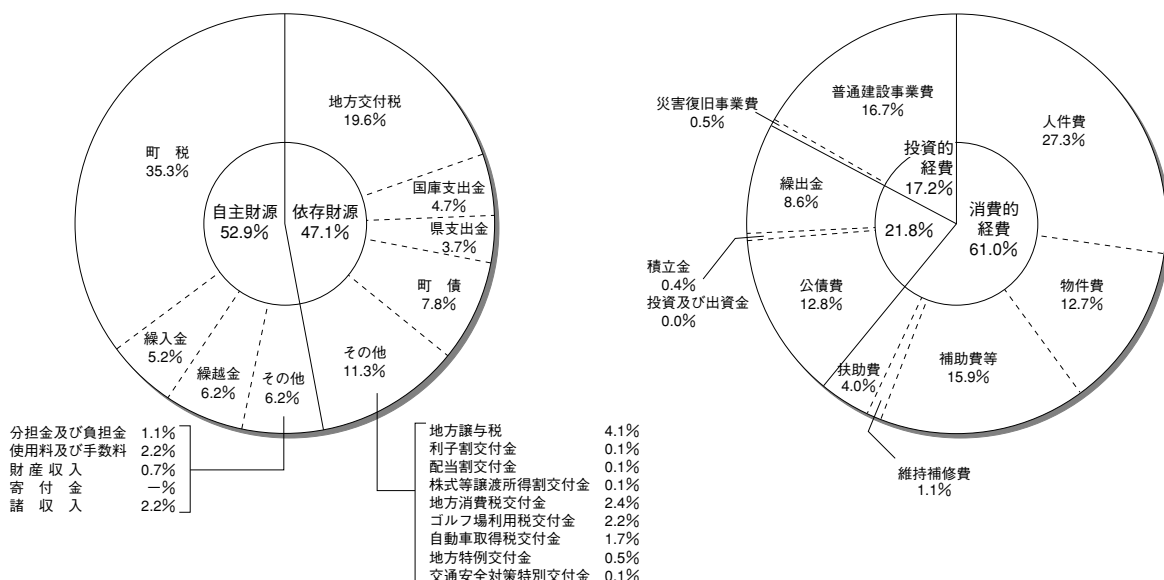 地方交付税
19.6%
町　税
35.3%
国庫支出金
4.7%
自主財源
52.9%
依存財源
47.1%
県支出金
3.7%
町　債
7.8%
繰入金
5.2%
繰越金
6.2%
その他
6.2%
その他
11.3%
分担金及び負担金 1.1%
使用料及び手数料 2.2%
財産収入 0.7%
寄付金 ー%
諸収入 2.2%
地方譲与税 4.1%
利子割交付金 0.1%
配当割交付金 0.1%
株式等譲渡所得割交付金 0.1%
地方消費税交付金 2.4%
ゴルフ場利用税交付金 2.2%
自動車取得税交付金 1.7%
地方特例交付金 0.5%
交通安全対策特別交付金 0.1%
災害復旧事業費
0.5%
普通建設事業費
16.7%
人件費
27.3%
投資的
経費
17.2%
繰出金
8.6%
21.8%
消費的
経費
61.0%
積立金
0.4%
投資及び出資金
0.0%
公債費
12.8%
物件費
12.7%
扶助費
4.0%
補助費等
15.9%
維持補修費
1.1%